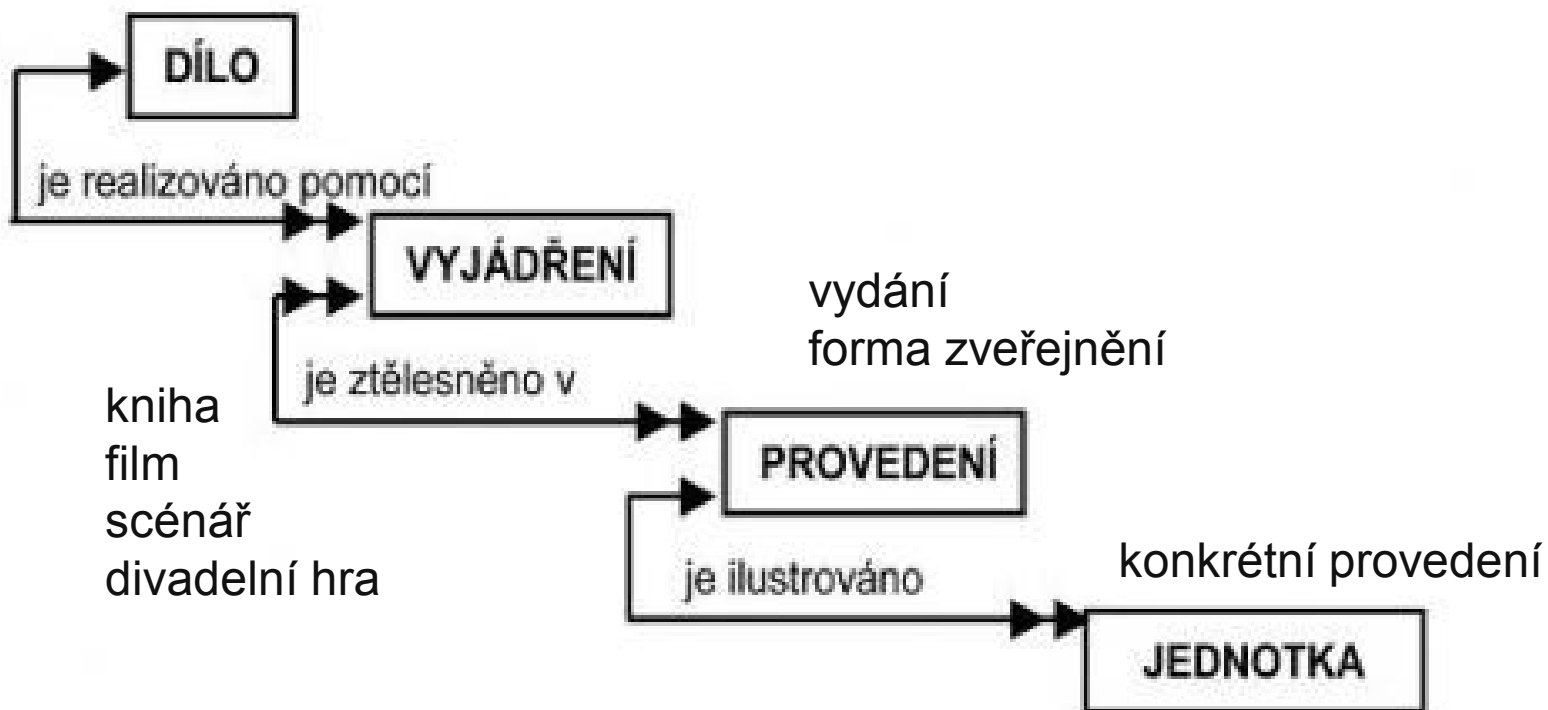 DÍLO
je realizováno pomocí
VYJÁDŘENÍ
vydání
forma zveřejnění
je ztělesněno v
kniha
film
scénář
divadelní hra
PROVEDENÍ
je ilustrováno
konkrétní provedení
JEDNOTKA